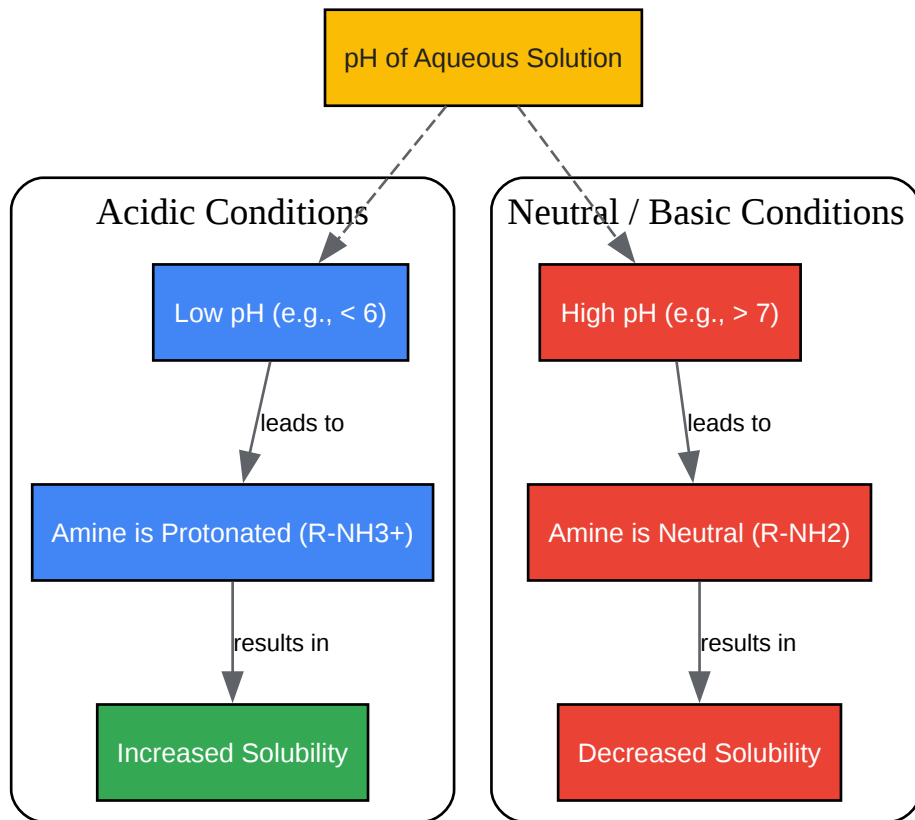 pH of Aqueous Solution
Acidic Conditions
Low pH (e.g., < 6)
leads to
Amine is Protonated (R-NH3+)
results in
Increased Solubility
Neutral / Basic Conditions
High pH (e.g., > 7)
leads to
Amine is Neutral (R-NH2)
results in
Decreased Solubility